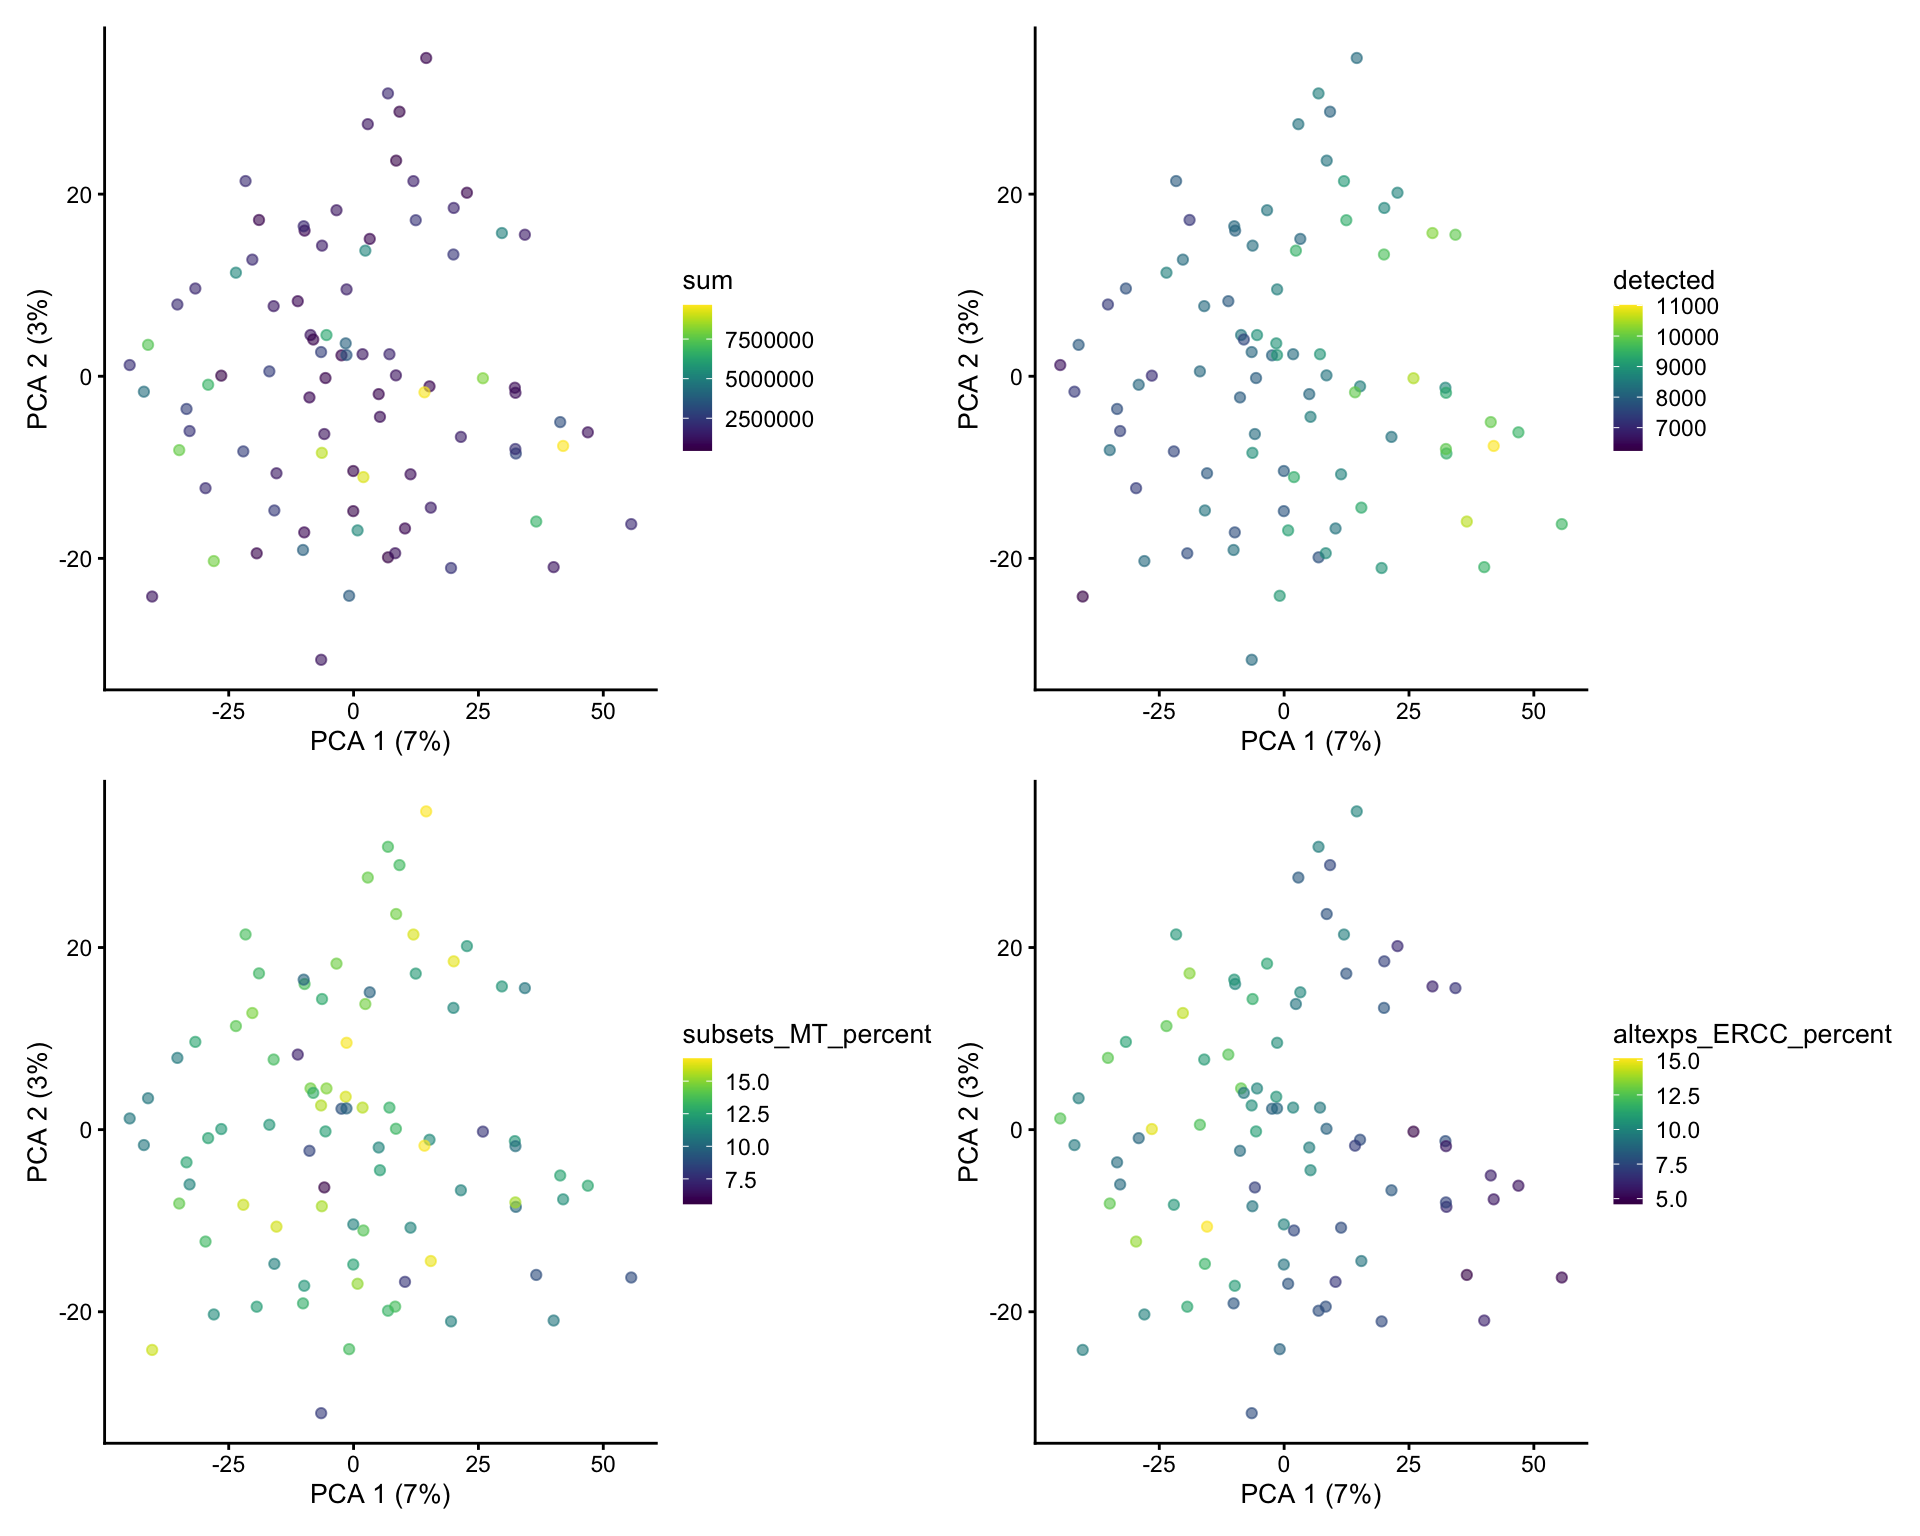 20
0
-20
PCA 2 (3%)
-25 0 25 50
PCA 1 (7%)
sum
7500000
5000000
2500000
20
0
-20
PCA 2 (3%)
-25 0 25 50
PCA 1 (7%)
detected
11000
10000
9000
8000
7000
20
0
-20
PCA 2 (3%)
-25 0 25 50
PCA 1 (7%)
subsets_MT_percent
15.0
12.5
10.0
7.5
20
0
-20
PCA 2 (3%)
-25 0 25 50
PCA 1 (7%)
altexps_ERCC_percent
15.0
12.5
10.0
7.5
5.0